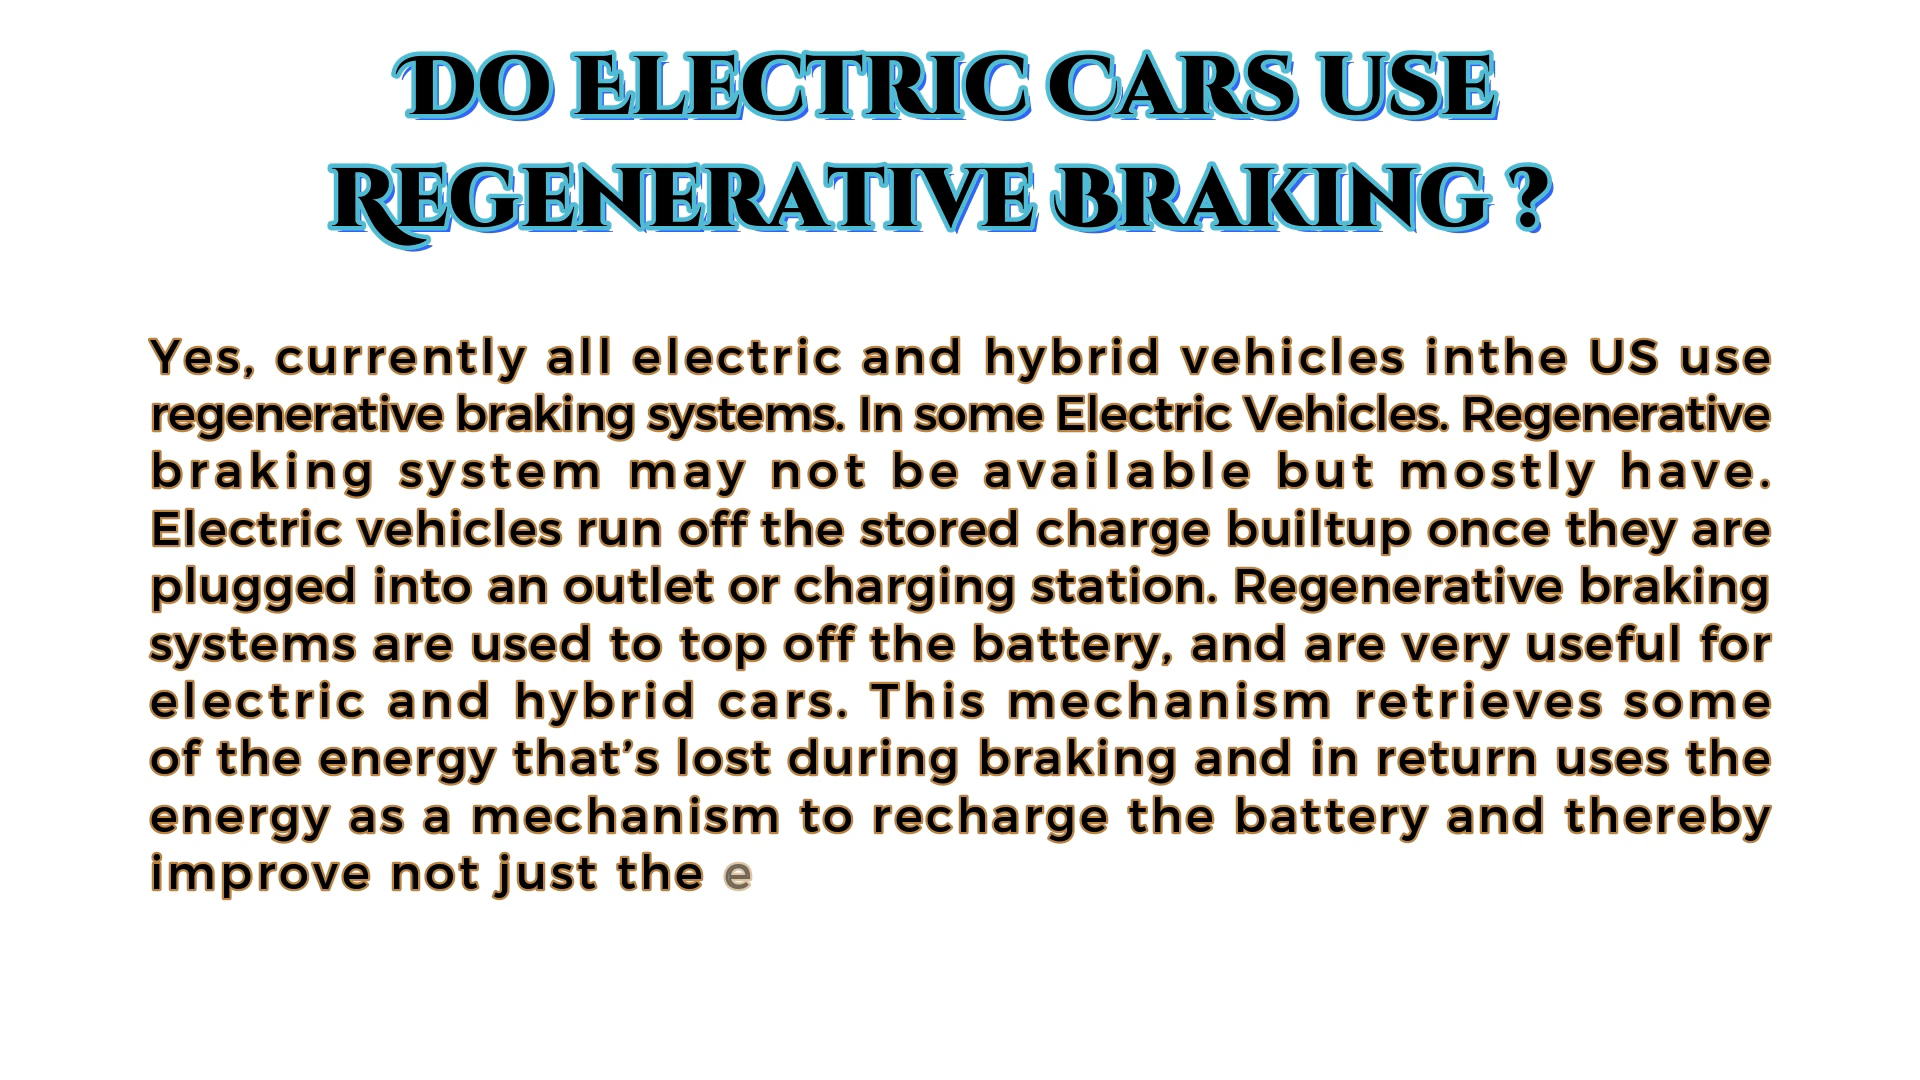 Do Electric Cars use
Regenerative Braking ?
Yes, currently all electric and hybrid vehicles inthe US use
regenerative braking systems. In some Electric Vehicles. Regenerative
braking system may not be available but mostly have.
Electric vehicles run off the stored charge builtup once they are
plugged into an outlet or charging station. Regenerative braking
systems are used to top off the battery, and are very useful for
electric and hybrid cars. This mechanism retrieves some
of the energy that’s lost during braking and in return uses the
energy as a mechanism to recharge the battery and thereby
improve not just the e